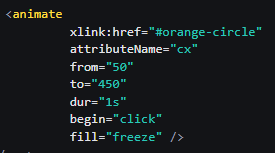 <animate
xlink:href="#orange-circle"
attributeName="cx"
from="50"
to="450"
dur="1s"
begin="click"
fill="freeze" />